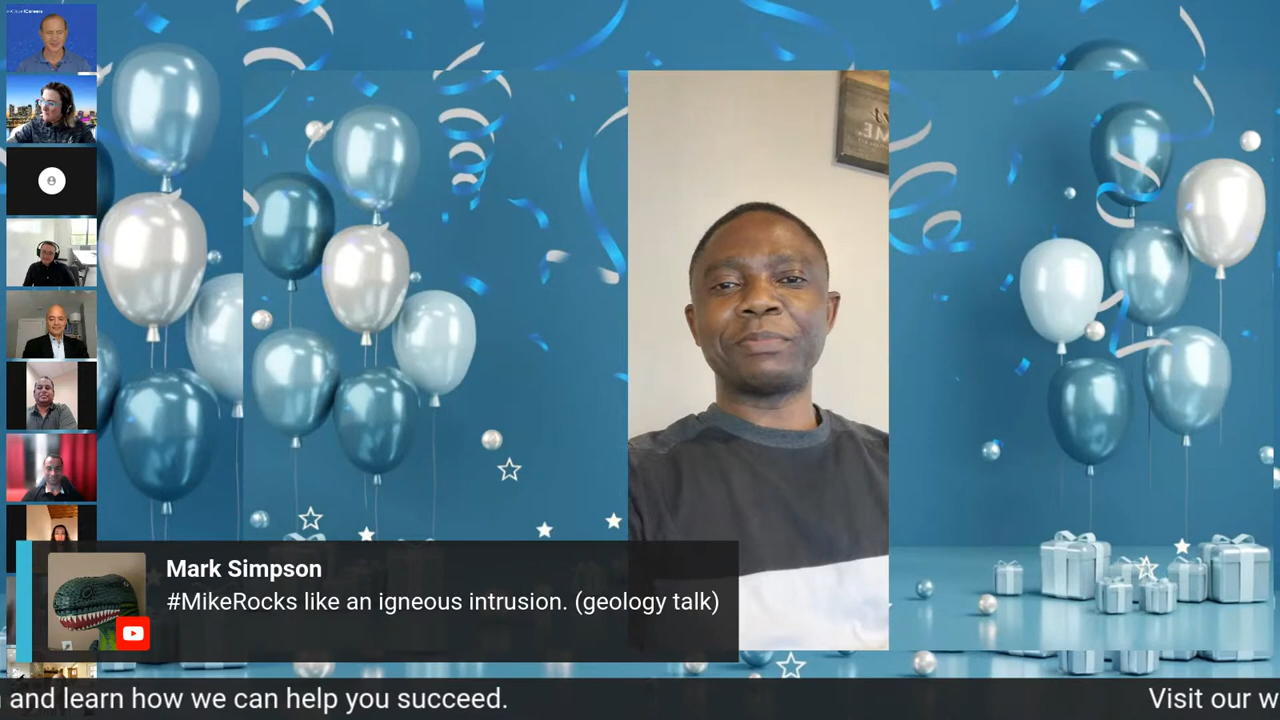 Mark Simpson
#MikeRocks like an igneous intrusion. (geology talk)
and learn how we can help you succeed.
Visit our w